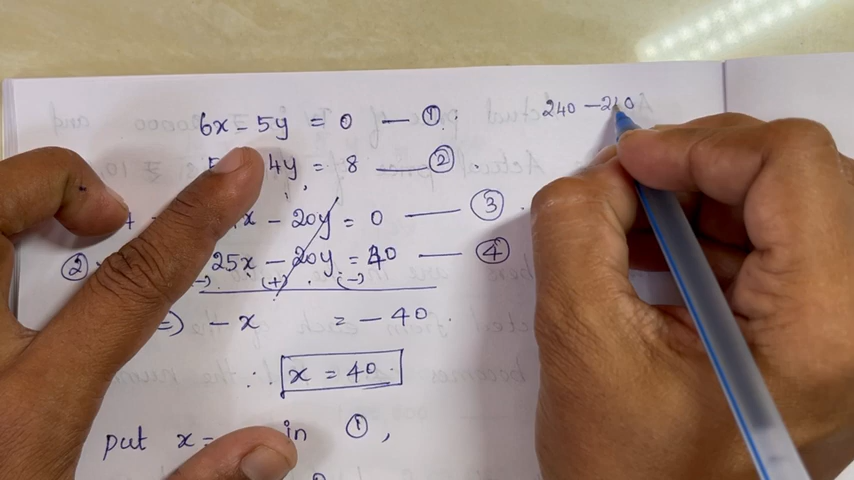 6x - 5y = 0 — ①
240 - 240
4y = 8 — ②
x - 20y = 0 — ③
② 25x - 20y = 40 — ④
(-) (+) (-)
⇒ - x = - 40.
∴ x = 40.
put x = in ①,